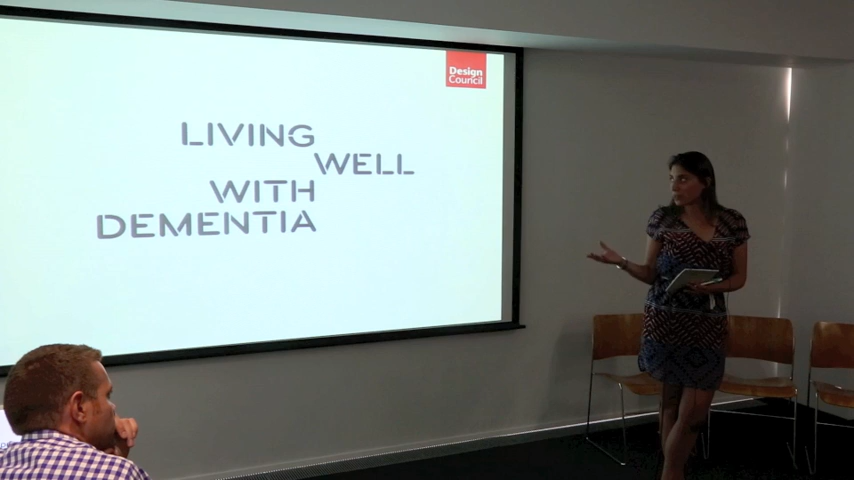 Design
Council
LIVING
WELL
WITH
DEMENTIA